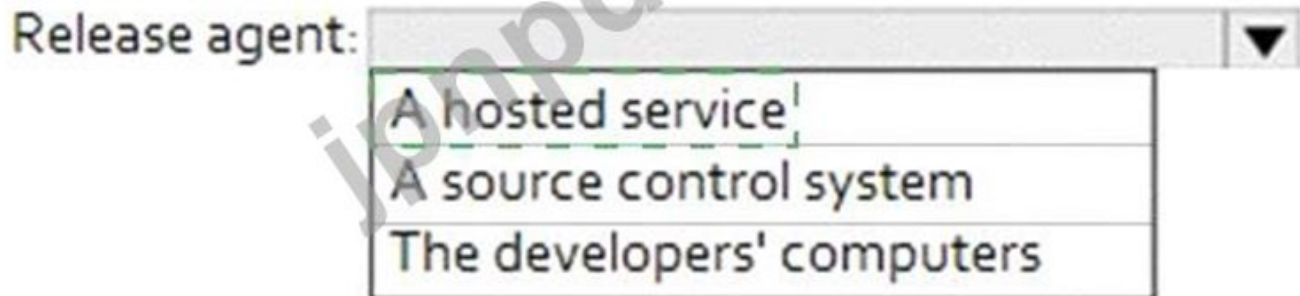 Release agent:
A hosted service
A source control system
The developers' computers